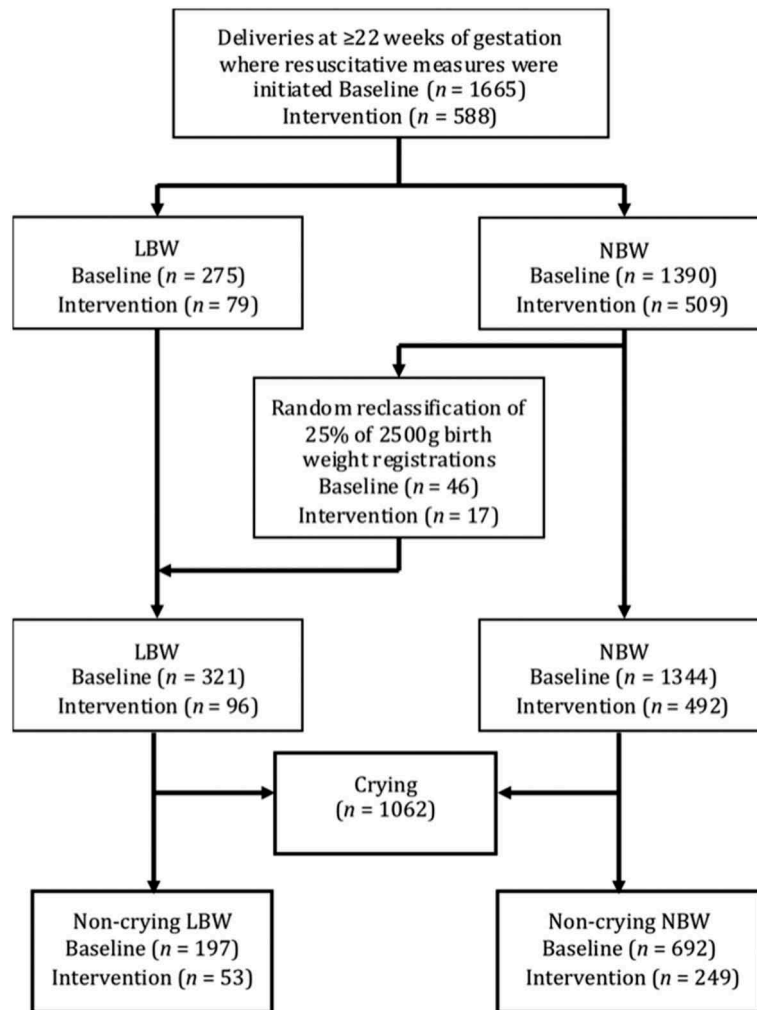 Deliveries at ≥22 weeks of gestation
where resuscitative measures were
initiated Baseline (n = 1665)
Intervention (n = 588)
LBW
Baseline (n = 275)
Intervention (n = 79)
NBW
Baseline (n = 1390)
Intervention (n = 509)
Random reclassification of
25% of 2500g birth
weight registrations
Baseline (n = 46)
Intervention (n = 17)
LBW
Baseline (n = 321)
Intervention (n = 96)
NBW
Baseline (n = 1344)
Intervention (n = 492)
Crying
(n = 1062)
Non-crying LBW
Baseline (n = 197)
Intervention (n = 53)
Non-crying NBW
Baseline (n = 692)
Intervention (n = 249)